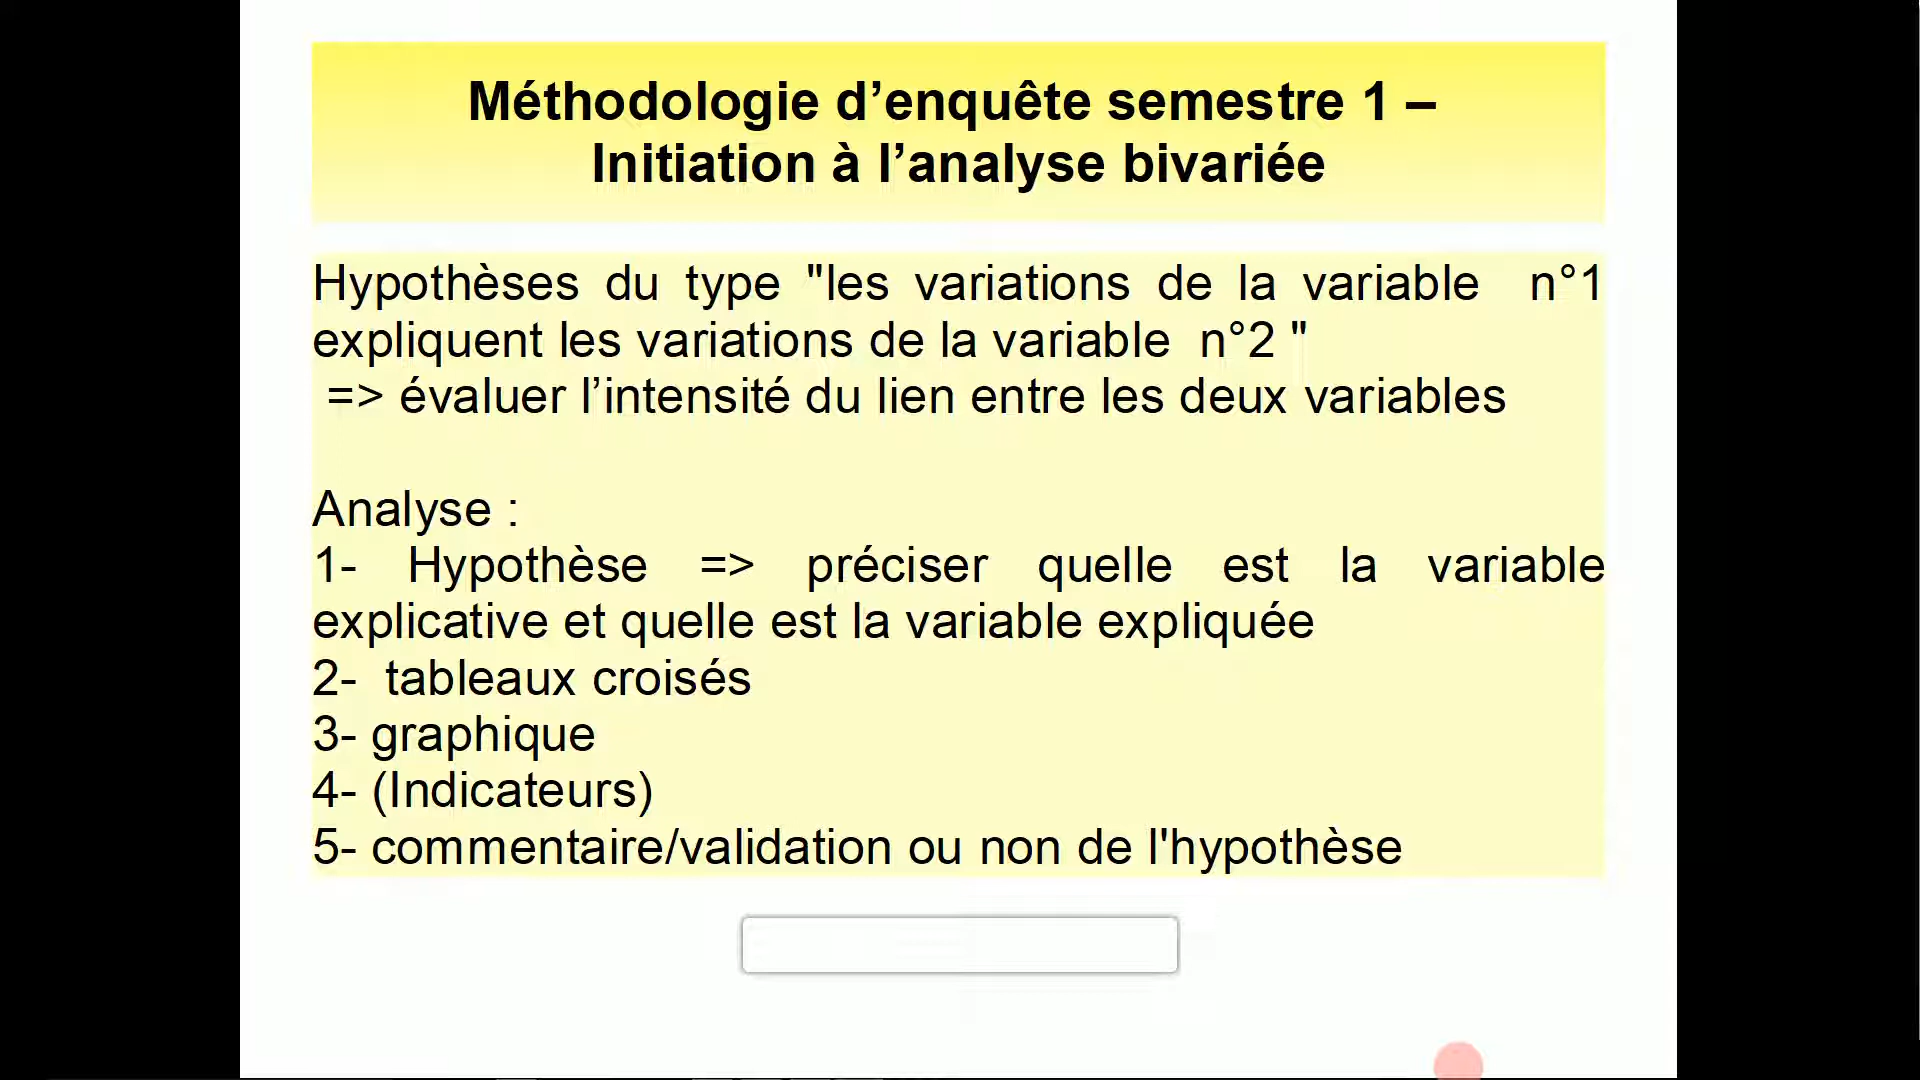 Méthodologie d’enquête semestre 1 –
Initiation à l’analyse bivariée
Hypothèses du type "les variations de la variable n°1
expliquent les variations de la variable n°2 "
=> évaluer l’intensité du lien entre les deux variables
Analyse :
1- Hypothèse => préciser quelle est la variable
explicative et quelle est la variable expliquée
2- tableaux croisés
3- graphique
4- (Indicateurs)
5- commentaire/validation ou non de l'hypothèse